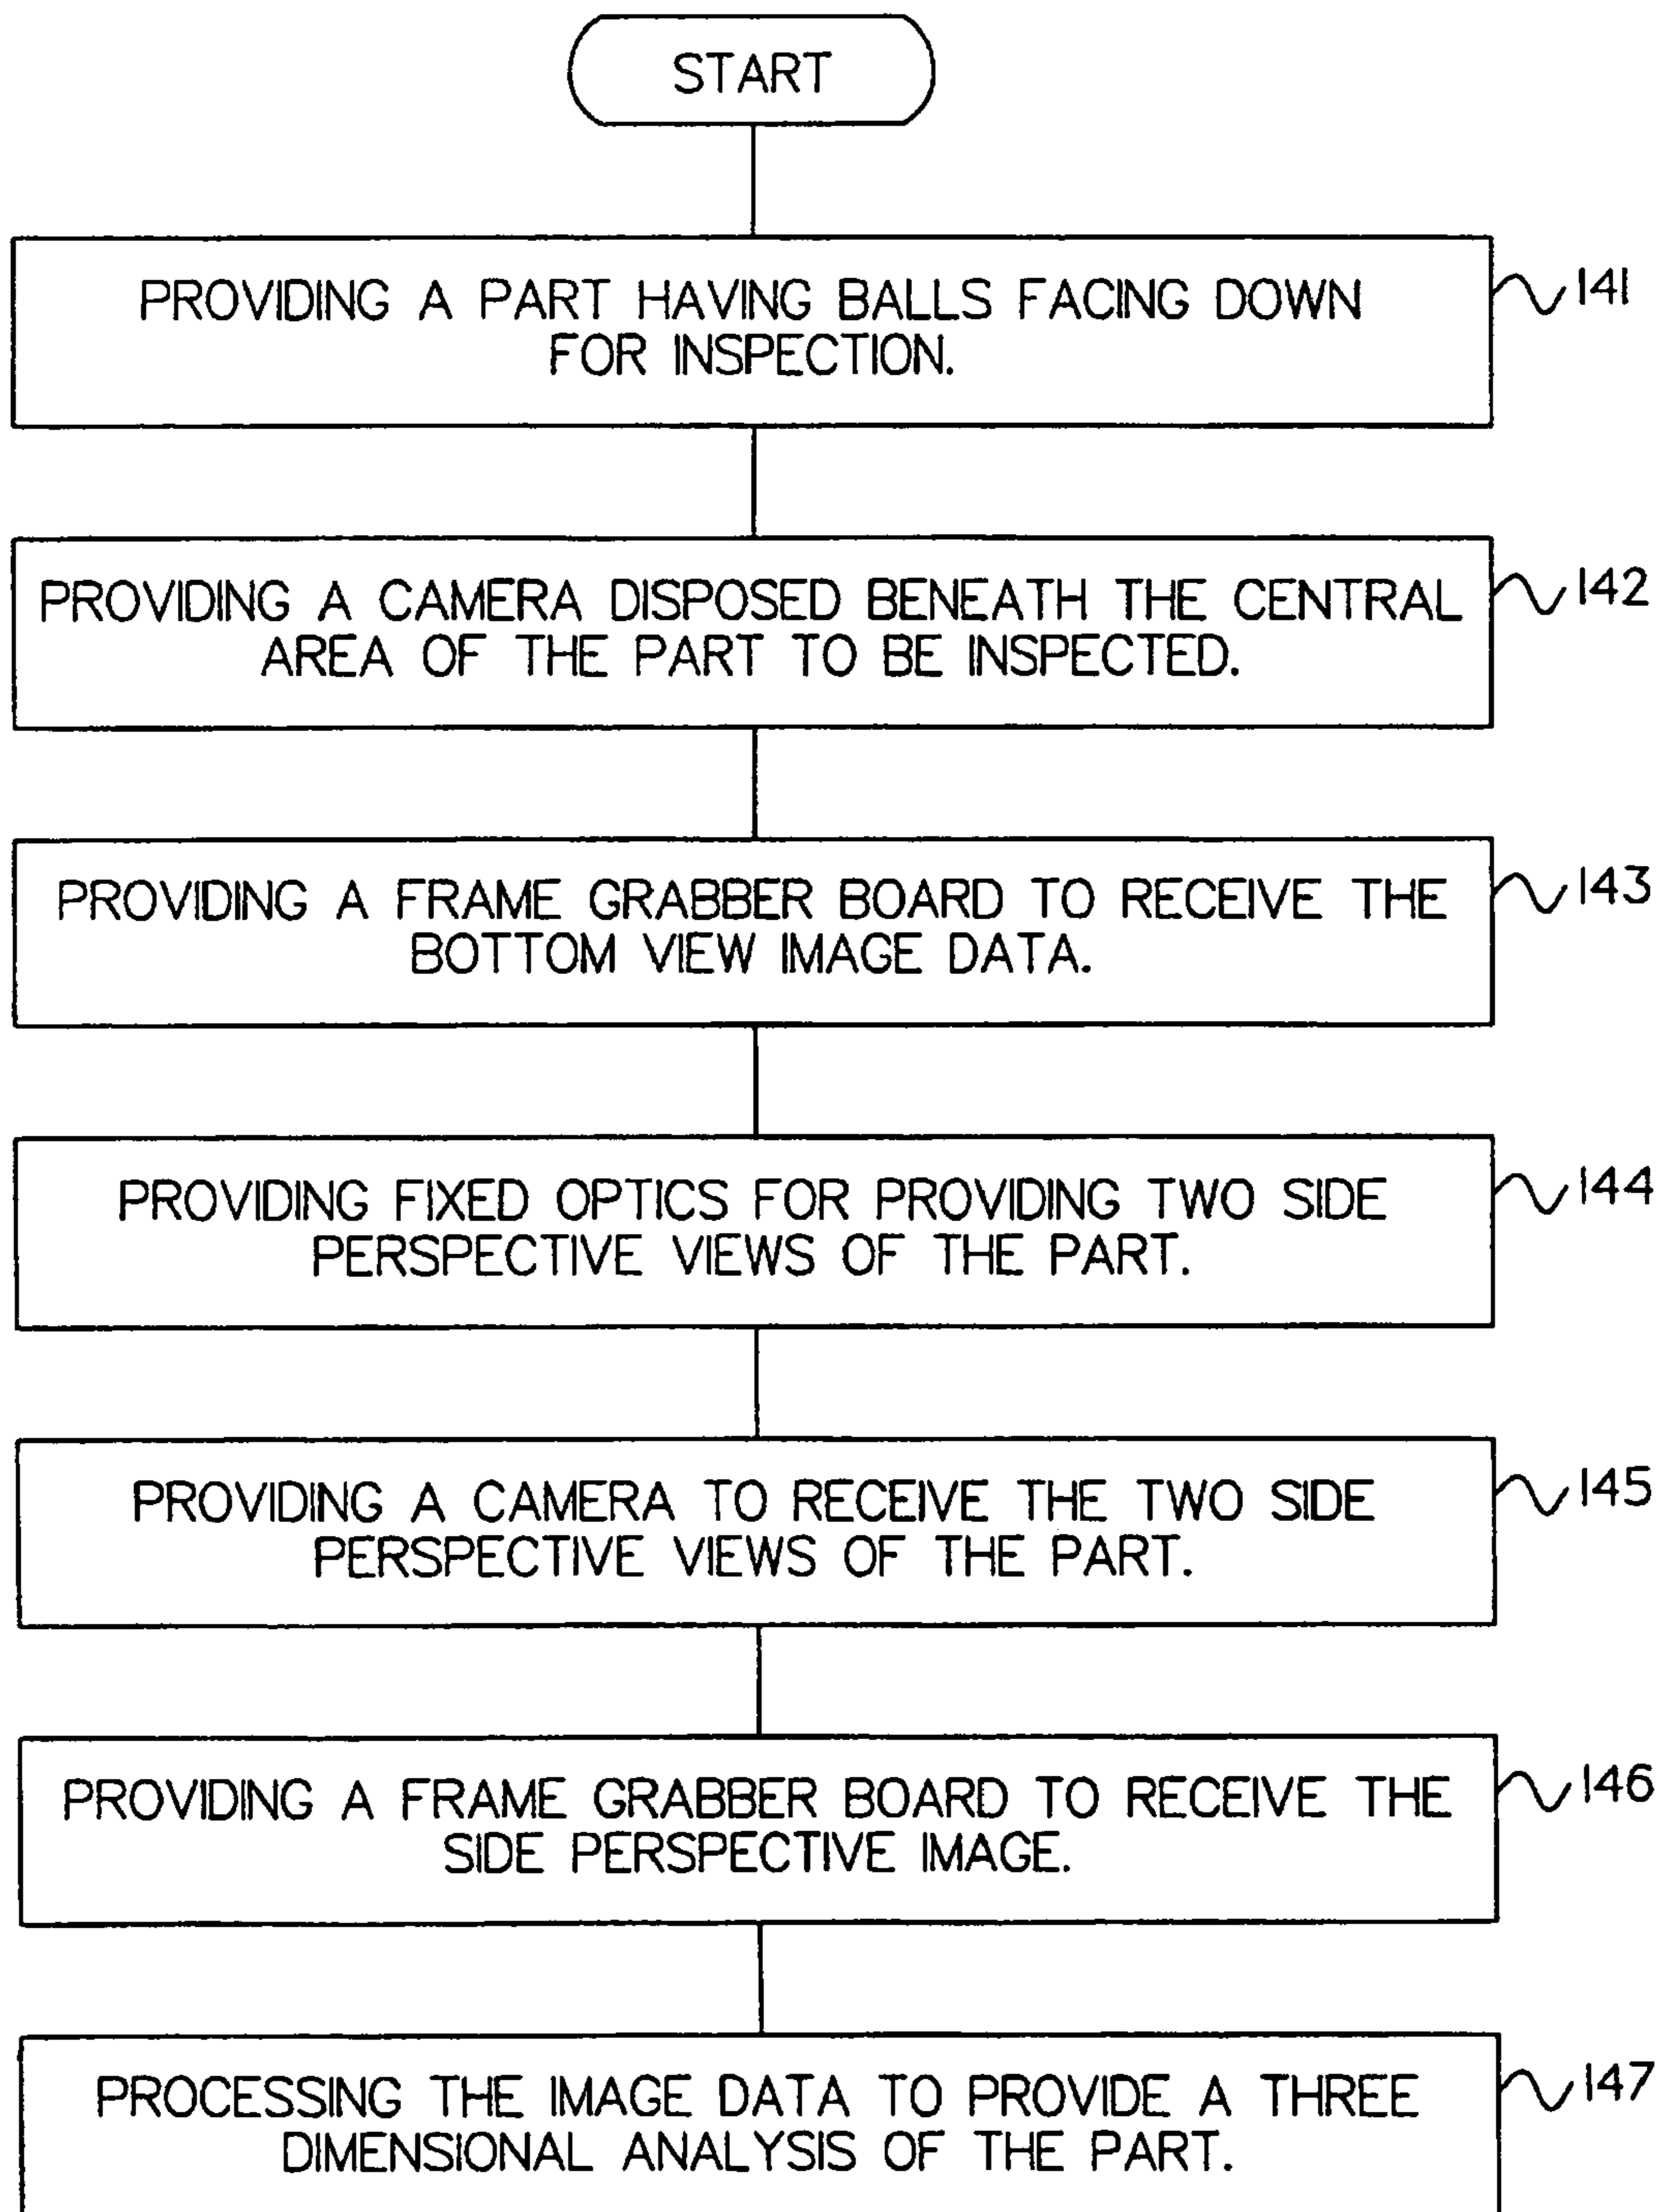 START
PROVIDING A PART HAVING BALLS FACING DOWN
FOR INSPECTION.
141
PROVIDING A CAMERA DISPOSED BENEATH THE CENTRAL
AREA OF THE PART TO BE INSPECTED.
142
PROVIDING A FRAME GRABBER BOARD TO RECEIVE THE
BOTTOM VIEW IMAGE DATA.
143
PROVIDING FIXED OPTICS FOR PROVIDING TWO SIDE
PERSPECTIVE VIEWS OF THE PART.
144
PROVIDING A CAMERA TO RECEIVE THE TWO SIDE
PERSPECTIVE VIEWS OF THE PART.
145
PROVIDING A FRAME GRABBER BOARD TO RECEIVE THE
SIDE PERSPECTIVE IMAGE.
146
PROCESSING THE IMAGE DATA TO PROVIDE A THREE
DIMENSIONAL ANALYSIS OF THE PART.
147